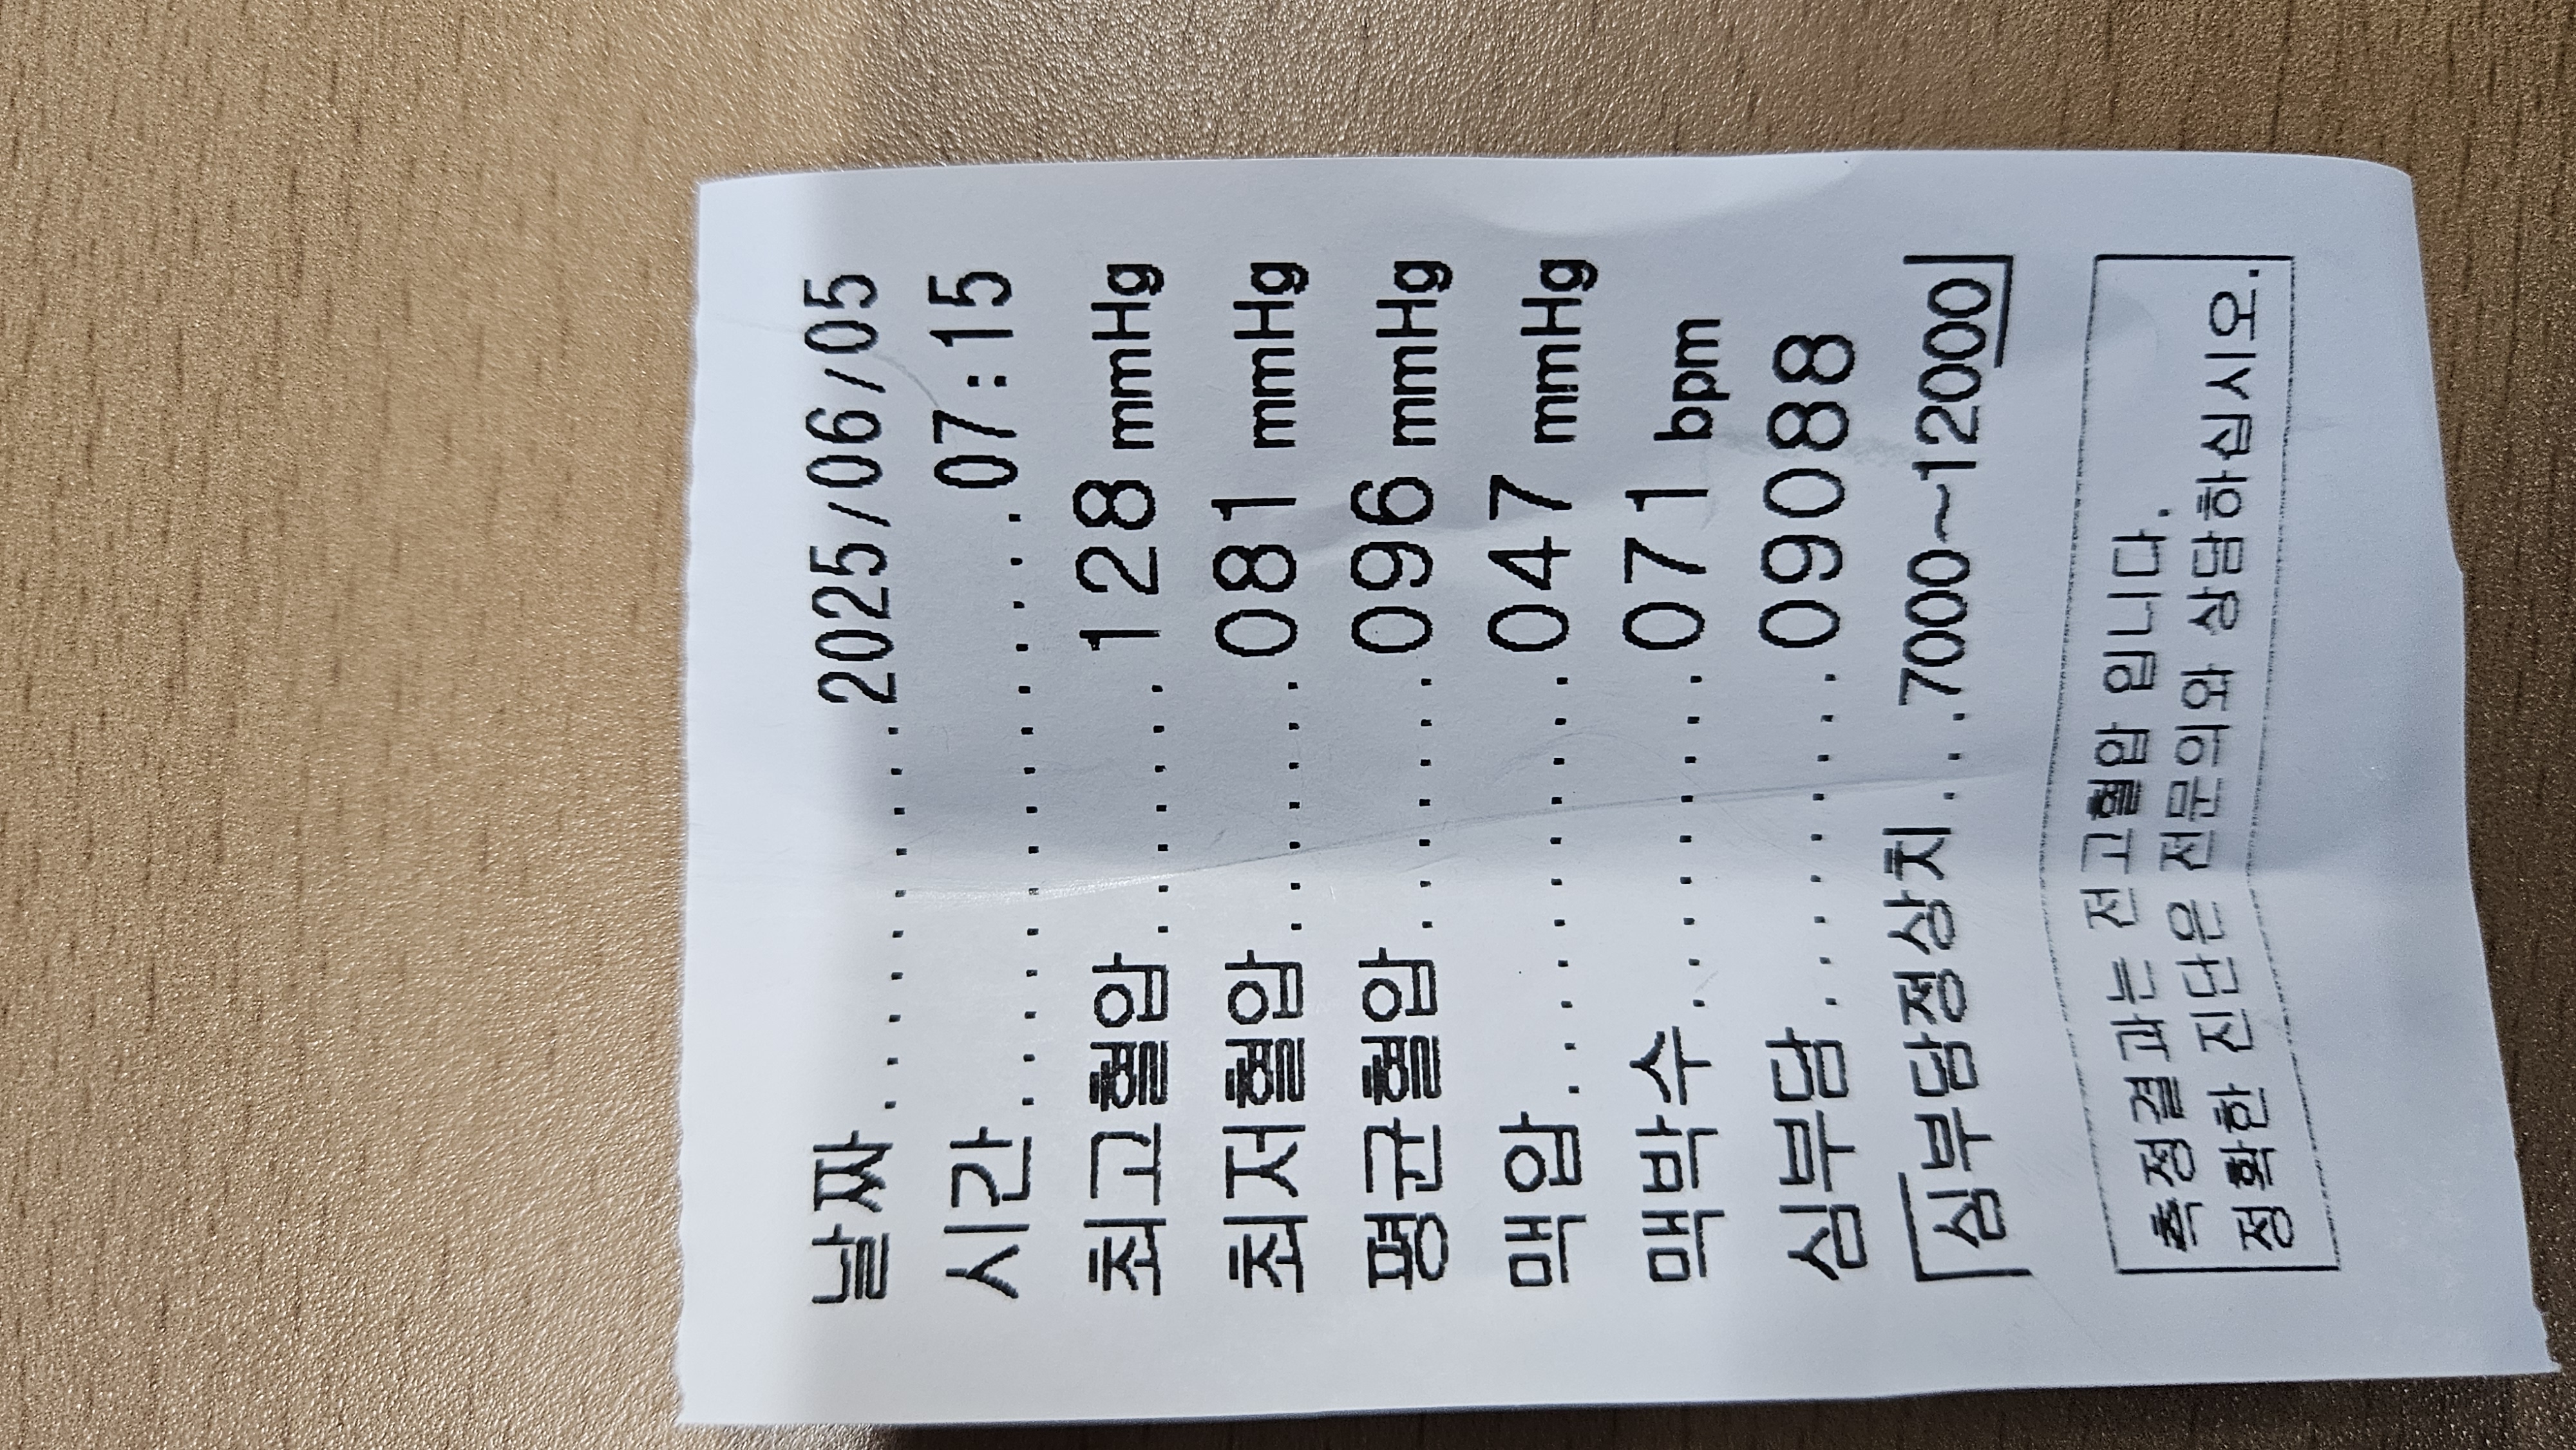 날짜..........2025/06/05
시간.............07:15
최고혈압.......128 mmHg
최저혈압.......081 mmHg
평균혈압.......096 mmHg
맥압...........047 mmHg
맥박수.........071 bpm
심부담.........09088
심부담정상치...7000~12000
측정결과는 전고혈압 입니다.
정확한 진단은 전문의와 상담하십시오.